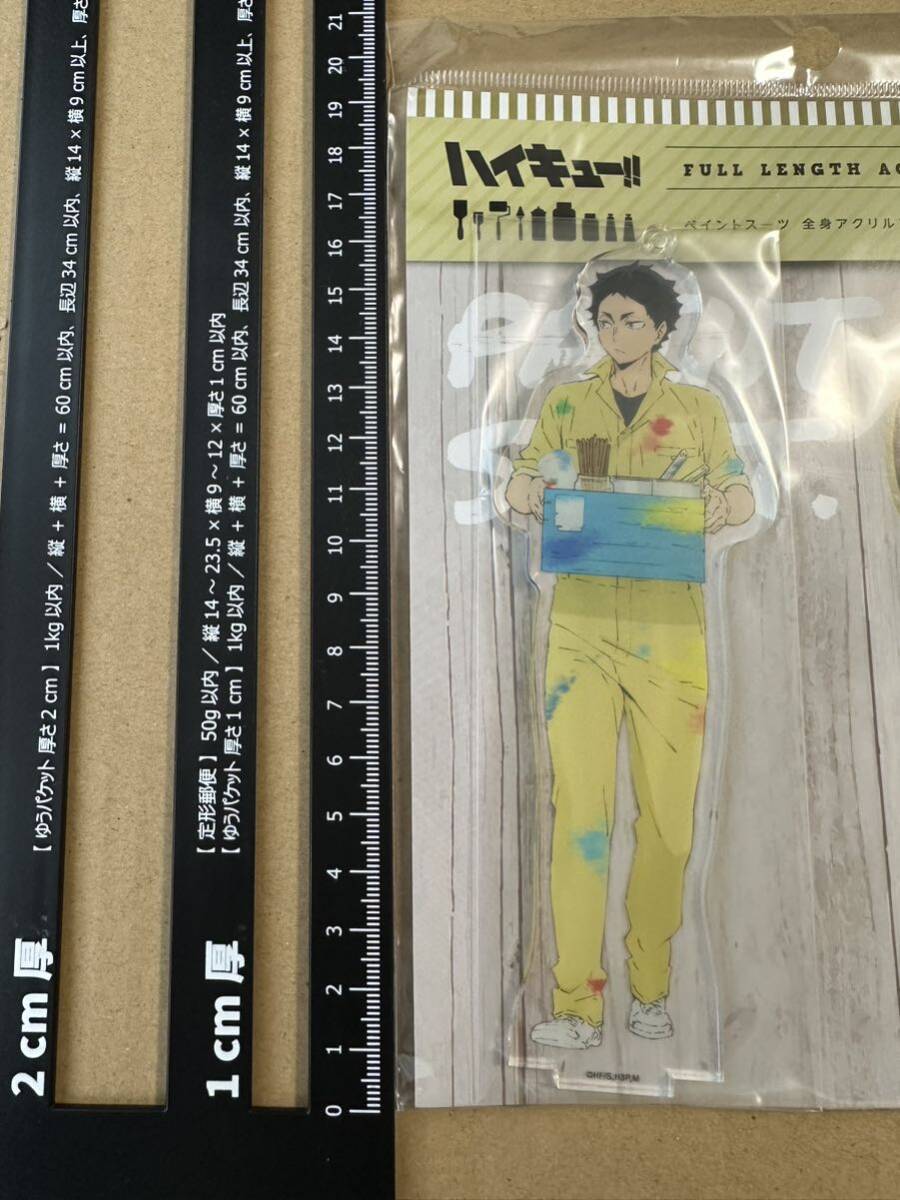 【 ゆうパケット 厚さ2 cm 】 1kg 以内 / 縦 + 横 + 厚さ = 60 cm 以内、 長辺 34 cm 以内、 縦 14 × 横 9 cm 以上、 厚さ
2 cm 厚
【 定形郵便 】 50g 以内 / 縦 14 ~ 23.5 × 横 9 ~ 12 × 厚さ 1 cm 以内
【 ゆうパケット 厚さ1 cm 】 1kg 以内 / 縦 + 横 + 厚さ = 60 cm 以内、 長辺 34 cm 以内、 縦 14 × 横 9 cm 以上、 厚さ
1 cm 厚
21
20
19
18
17
16
15
14
13
12
11
10
9
8
7
6
5
4
3
2
1
0
ハイキュー!!
FULL LENGTH AC
ペイントスーツ 全身アクリル
©HF/S,H3P,M